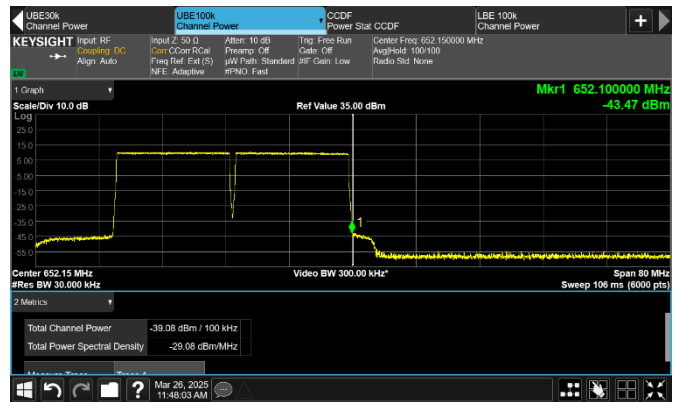 UBE30k
Channel Power
UBE100k
Channel Power
CCDF
Power Stat CCDF
LBE 100k
Channel Power
KEYSIGHT
Input: RF
Coupling: DC
Align: Auto
LXI
Input Z: 50 Ω
Corr CCorr RCal
Freq Ref: Ext (S)
NFE: Adaptive
Atten: 10 dB
Preamp: Off
µW Path: Standard
#PNO: Fast
Trig: Free Run
Gate: Off
#IF Gain: Low
Center Freq: 652.150000 MHz
Avg|Hold: 100/100
Radio Std: None
1 Graph
Scale/Div 10.0 dB
Ref Value 35.00 dBm
Mkr1 652.100000 MHz
-43.47 dBm
Log
25.0
15.0
5.00
-5.00
-15.0
-25.0
-35.0
-45.0
-55.0
1
Center 652.15 MHz
#Res BW 30.000 kHz
Video BW 300.00 kHz*
Span 80 MHz
Sweep 106 ms (6000 pts)
2 Metrics
Total Channel Power -39.08 dBm / 100 kHz
Total Power Spectral Density -29.08 dBm/MHz
Measure Trace Trace 1
Mar 26, 2025
11:48:03 AM